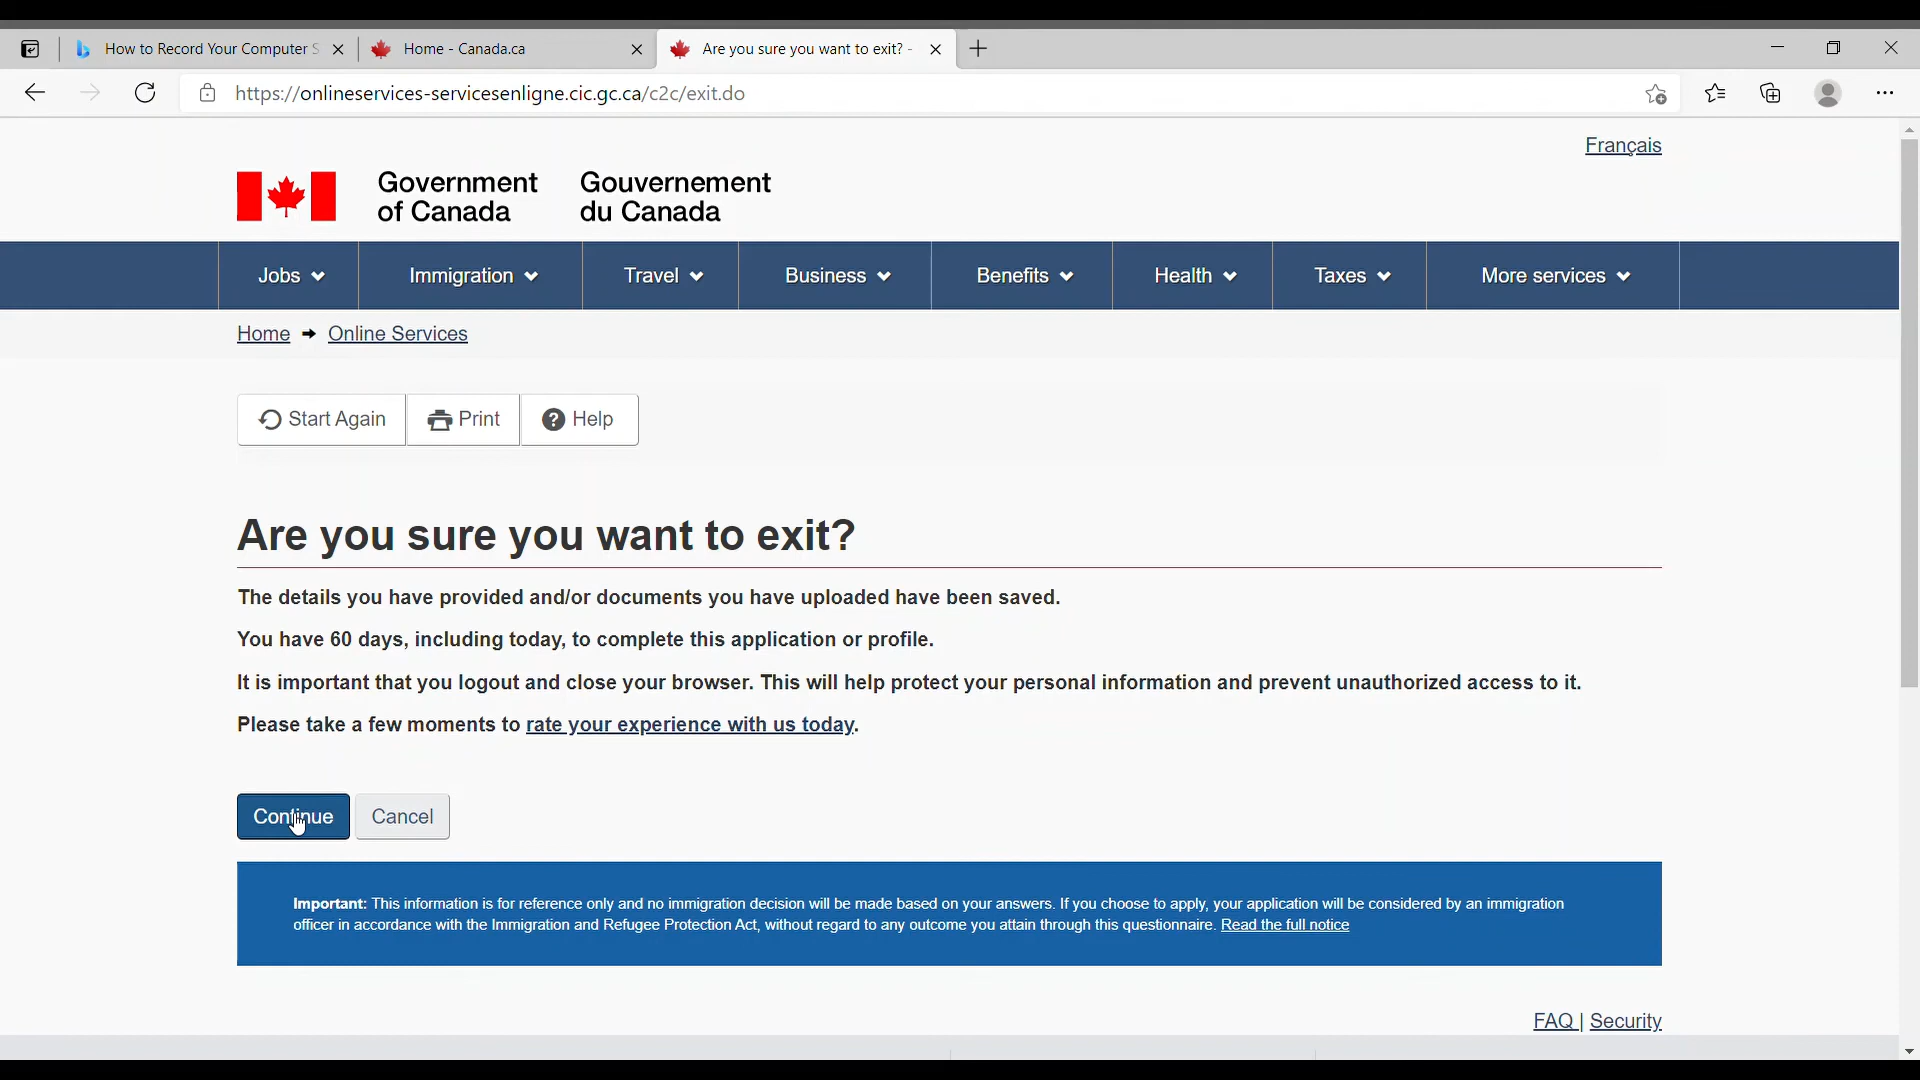 How to Record Your Computer S
Home - Canada.ca
Are you sure you want to exit? -
https://onlineservices-servicesenligne.cic.gc.ca/c2c/exit.do
Français
Government of Canada
Gouvernement du Canada
Jobs Immigration Travel Business Benefits Health Taxes More services
Home Online Services
Start Again Print Help
Are you sure you want to exit?
The details you have provided and/or documents you have uploaded have been saved.
You have 60 days, including today, to complete this application or profile.
It is important that you logout and close your browser. This will help protect your personal information and prevent unauthorized access to it.
Please take a few moments to rate your experience with us today.
Continue Cancel
Important: This information is for reference only and no immigration decision will be made based on your answers. If you choose to apply, your application will be considered by an immigration
officer in accordance with the Immigration and Refugee Protection Act, without regard to any outcome you attain through this questionnaire. Read the full notice
FAQ | Security